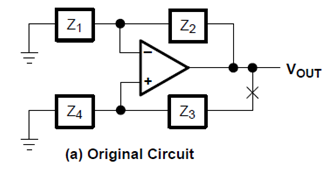 Z1 Z2
−
+
VOUT
Z4 Z3
(a) Original Circuit